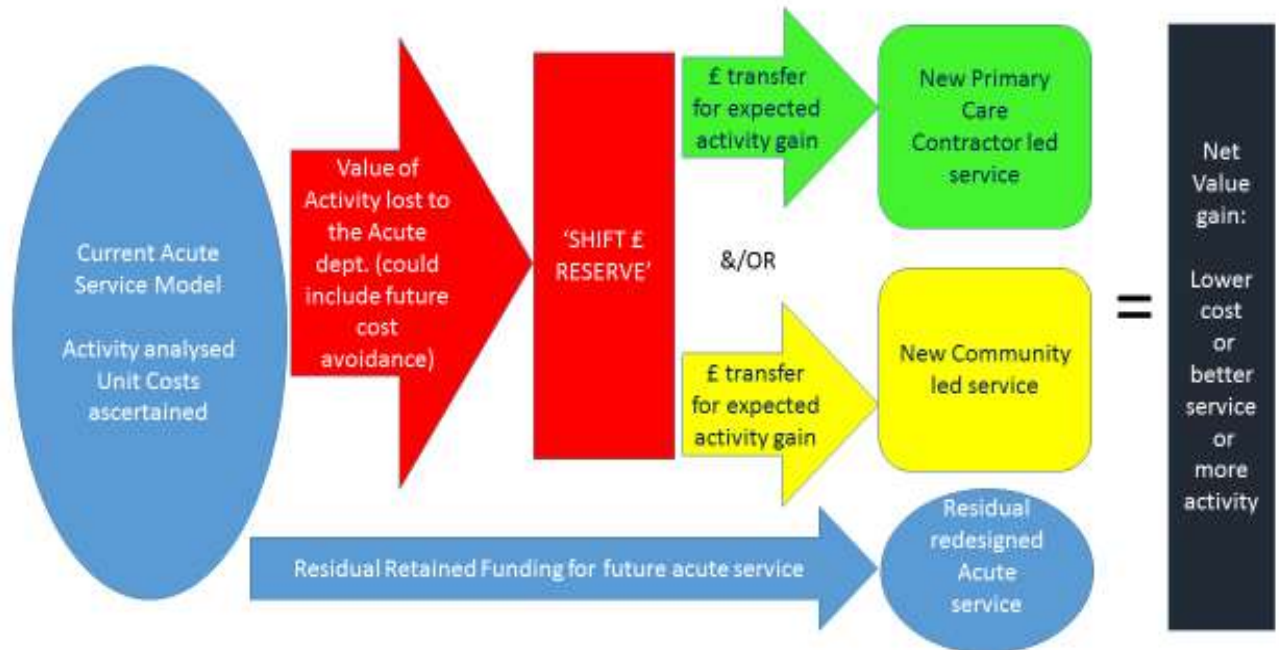 Current Acute
Service Model
Activity analysed
Unit Costs
ascertained
Value of
Activity lost to
the Acute
dept. (could
include future
cost
avoidance)
‘SHIFT £
RESERVE’
£ transfer
for expected
activity gain
New Primary
Care
Contractor led
service
&/OR
£ transfer
for expected
activity gain
New Community
led service
Residual Retained Funding for future acute service
Residual
redesigned
Acute
service
=
Net
Value
gain:
Lower
cost
or
better
service
or
more
activity